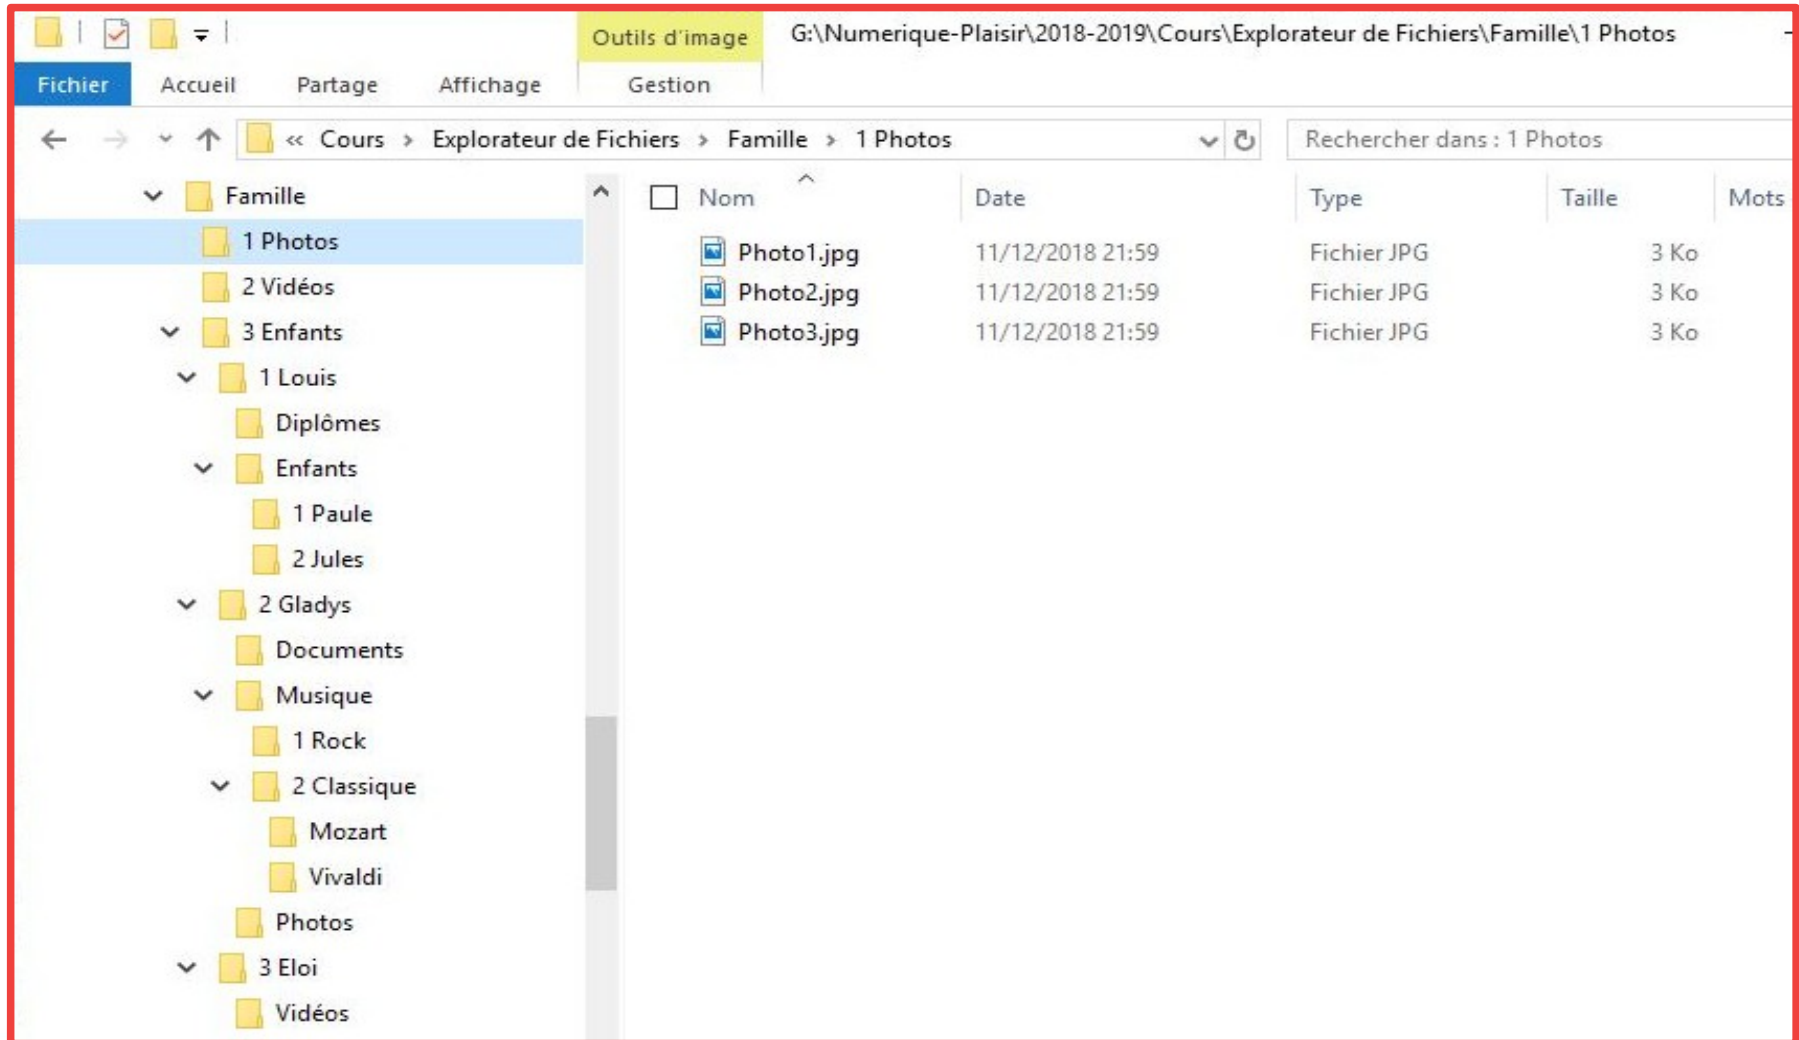 Outils d'image G:\Numerique-Plaisir\2018-2019\Cours\Explorateur de Fichiers\Famille\1 Photos
Fichier Accueil Partage Affichage Gestion
« Cours > Explorateur de Fichiers > Famille > 1 Photos Rechercher dans : 1 Photos
Famille
1 Photos
2 Vidéos
3 Enfants
1 Louis
Diplômes
Enfants
1 Paule
2 Jules
2 Gladys
Documents
Musique
1 Rock
2 Classique
Mozart
Vivaldi
Photos
3 Eloi
Vidéos
Nom Date Type Taille Mots
Photo1.jpg 11/12/2018 21:59 Fichier JPG 3 Ko
Photo2.jpg 11/12/2018 21:59 Fichier JPG 3 Ko
Photo3.jpg 11/12/2018 21:59 Fichier JPG 3 Ko